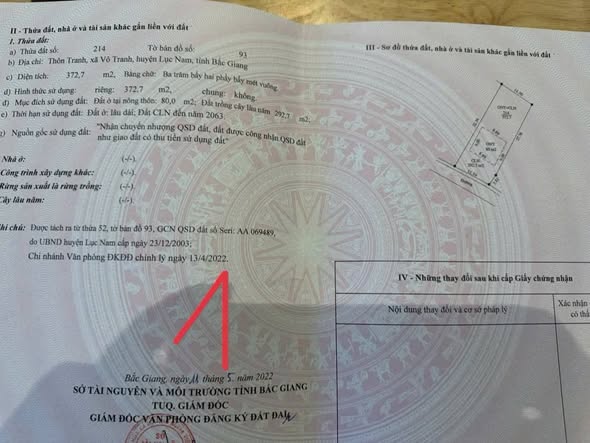 II - Thửa đất, nhà ở và tài sản khác gắn liền với đất
1. Thửa đất:
a) Thửa đất số: 214 Tờ bản đồ số: 93
b) Địa chỉ: Thôn Tranh, xã Vô Tranh, huyện Lục Nam, tỉnh Bắc Giang
c) Diện tích: 372,7 m2, Bằng chữ: Ba trăm bảy hai phảy bảy mét vuông.
d) Hình thức sử dụng: riêng: 372,7 m2, chung: không.
đ) Mục đích sử dụng đất: Đất ở tại nông thôn: 80,0 m2; Đất trồng cây lâu năm 292,7 m2;
e) Thời hạn sử dụng đất: Đất ở: lâu dài; Đất CLN đến năm 2063.
g) Nguồn gốc sử dụng đất: "Nhận chuyển nhượng QSD đất, đất được công nhận QSD đất
như giao đất có thu tiền sử dụng đất"
Nhà ở: (-/-).
Công trình xây dựng khác: (-/-).
Rừng sản xuất là rừng trồng: (-/-).
Cây lâu năm: (-/-).
chú: Được tách ra từ thửa 52, tờ bản đồ 93, GCN QSD đất số Seri: AA 069489,
do UBND huyện Lục Nam cấp ngày 23/12/2003;
Chi nhánh Văn phòng ĐKĐĐ chỉnh lý ngày 13/4/2022.
Bắc Giang, ngày 11 tháng 5 năm 2022
SỞ TÀI NGUYÊN VÀ MÔI TRƯỜNG TỈNH BẮC GIANG
TUQ. GIÁM ĐỐC
GIÁM ĐỐC VĂN PHÒNG ĐĂNG KÝ ĐẤT ĐAI
III - Sơ đồ thửa đất, nhà ở và tài sản khác gắn liền với đất
IV - Những thay đổi sau khi cấp Giấy chứng nhận
Nội dung thay đổi và cơ sở pháp lý
Xác nhận
có thẩ